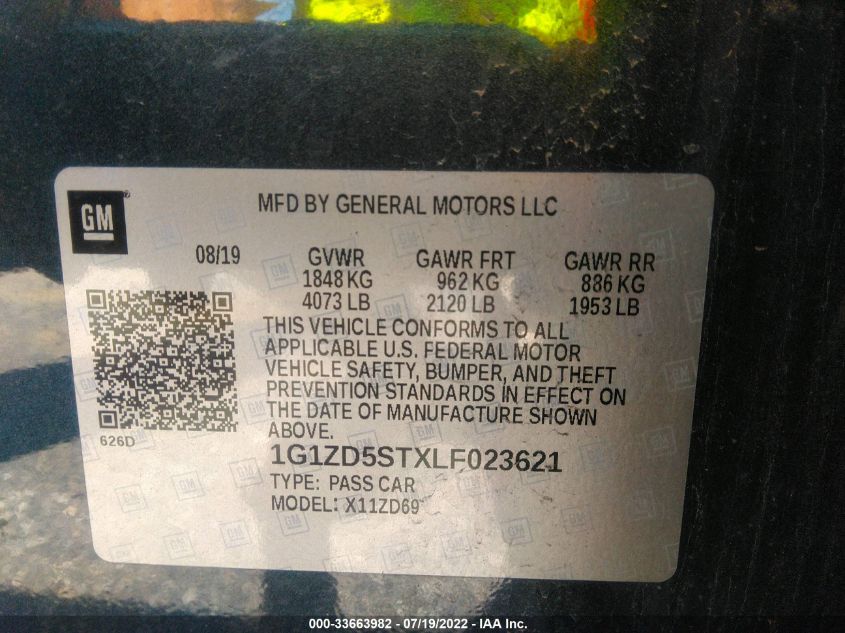 MFD BY GENERAL MOTORS LLC
GM®
08/19 GVWR GAWR FRT GAWR RR
1848 KG 962 KG 886 KG
4073 LB 2120 LB 1953 LB
THIS VEHICLE CONFORMS TO ALL
APPLICABLE U.S. FEDERAL MOTOR
VEHICLE SAFETY, BUMPER, AND THEFT
PREVENTION STANDARDS IN EFFECT ON
THE DATE OF MANUFACTURE SHOWN
ABOVE.
626D
1G1ZD5STXLF023621
TYPE: PASS CAR
MODEL: X11ZD69
000-33663982 - 07/19/2022 - IAA Inc.